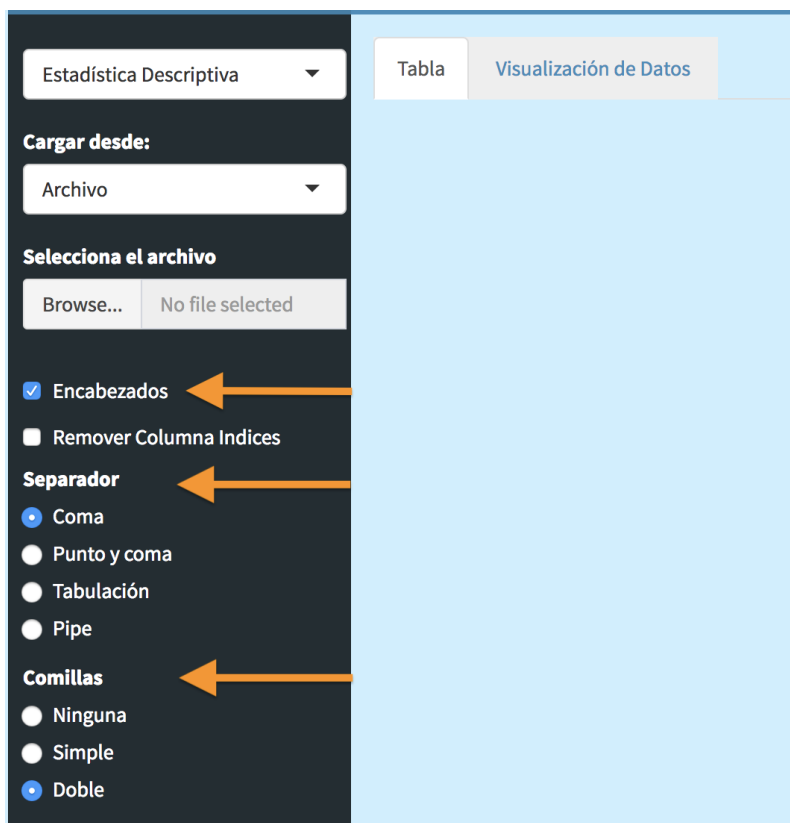 Estadística Descriptiva
Cargar desde:
Archivo
Selecciona el archivo
Browse... No file selected
Encabezados
Remover Columna Indices
Separador
Coma
Punto y coma
Tabulación
Pipe
Comillas
Ninguna
Simple
Doble
Tabla Visualización de Datos